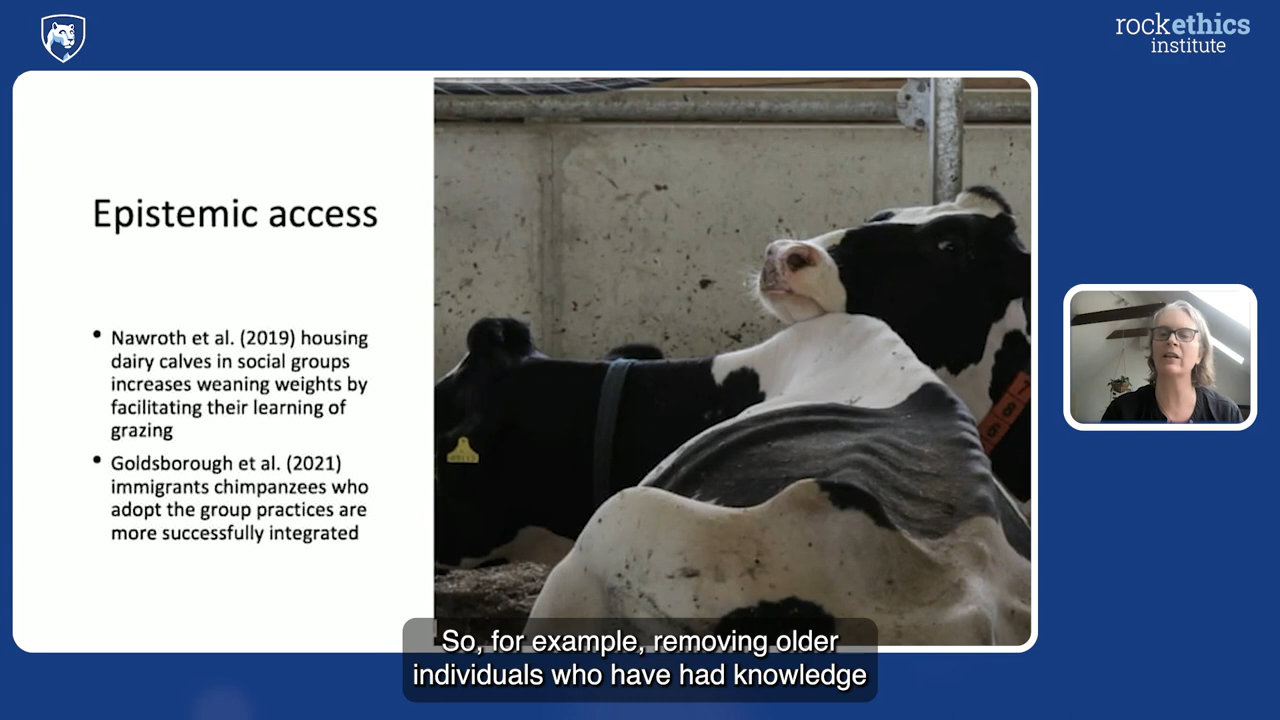 rockethics
institute
Epistemic access
• Nawroth et al. (2019) housing
dairy calves in social groups
increases weaning weights by
facilitating their learning of
grazing
• Goldsborough et al. (2021)
immigrants chimpanzees who
adopt the group practices are
more successfully integrated
So, for example, removing older
individuals who have had knowledge